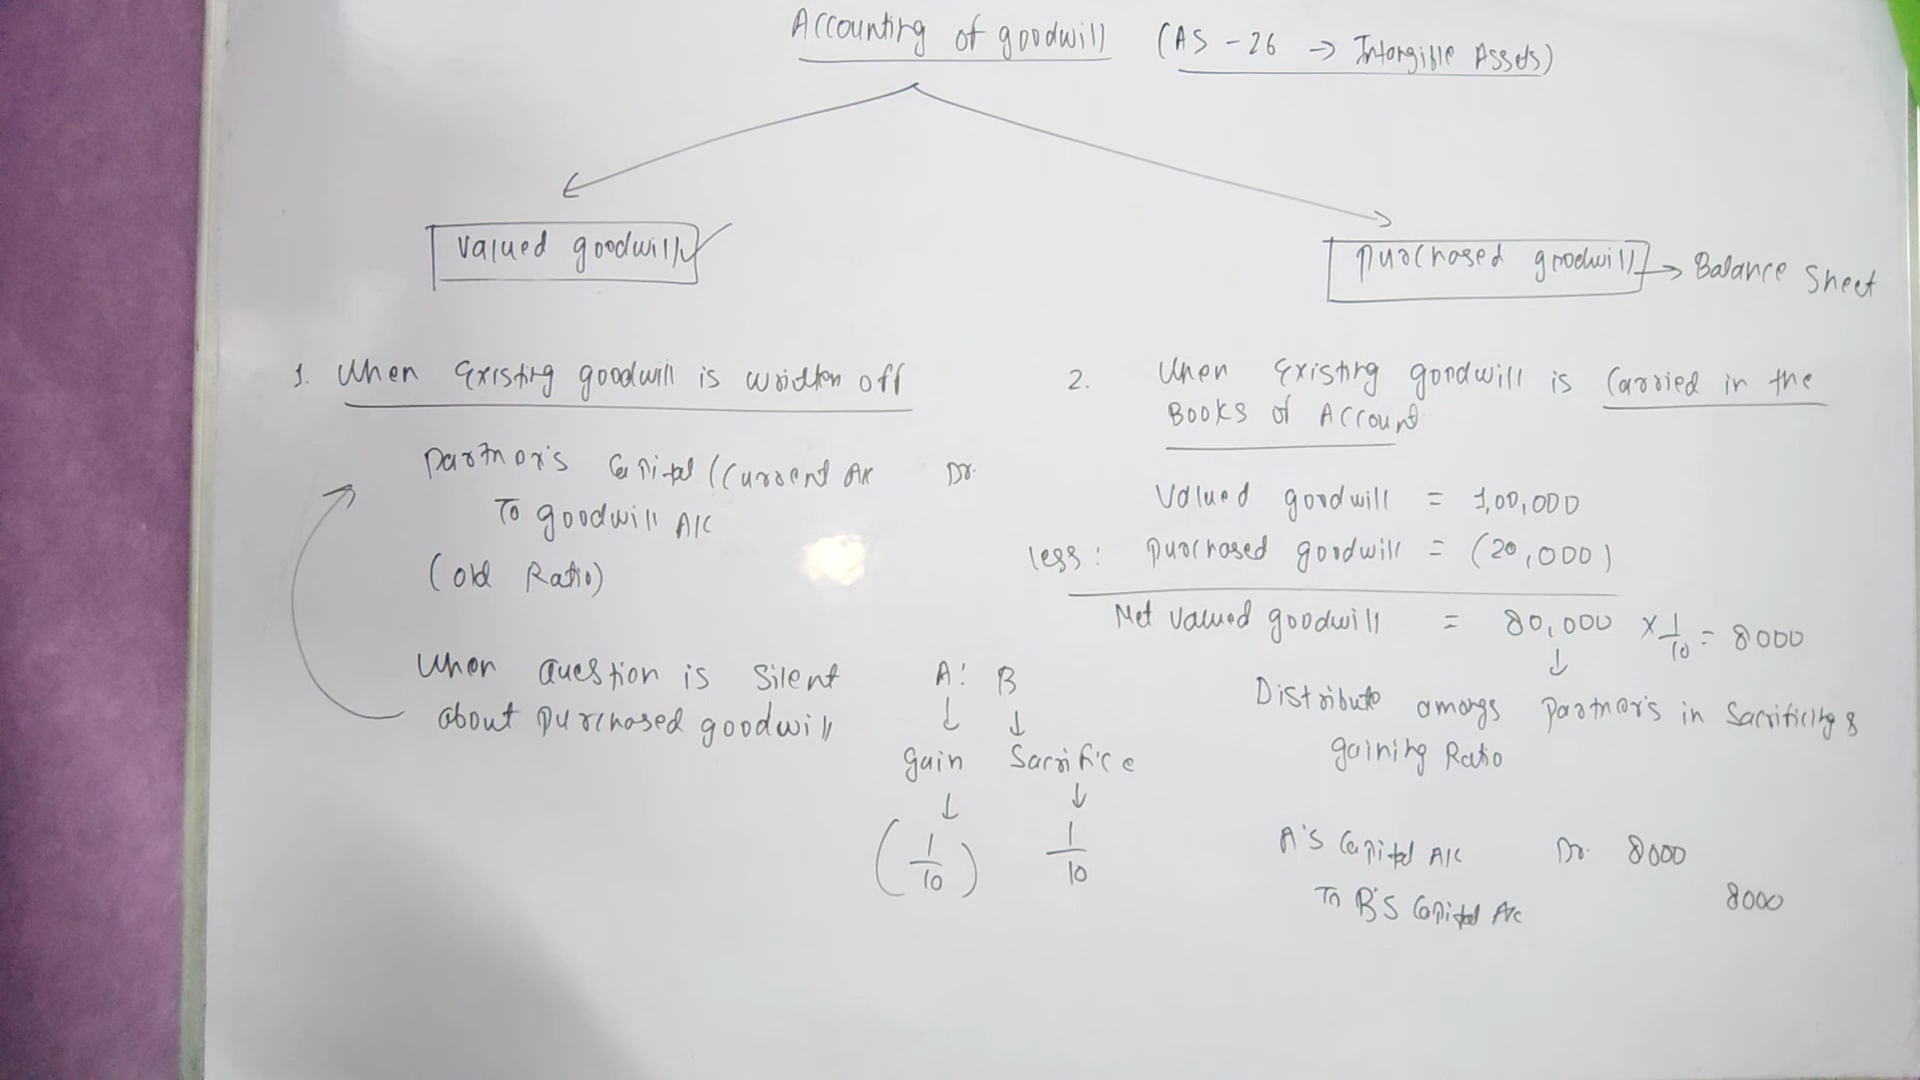 Accounting of goodwill (AS - 26 → Intangible Assets)
Valued goodwill
Purchased goodwill → Balance Sheet
1. When Existing goodwill is written off
Partner's Capital (Current A/c Dr.
To goodwill A/C
(Old Ratio)
When question is Silent
about purchased goodwill
A : B
↓ ↓
gain Sacrifice
↓ ↓
(1/10) 1/10
2. When Existing goodwill is Carried in the
Books of Account
Valued goodwill = 1,00,000
less : Purchased goodwill = (20,000)
Net Valued goodwill = 80,000 × 1/10 = 8000
↓
Distribute amongs Partner's in Sacrificing &
gaining Ratio
A's Capital A/C Dr. 8000
To B's Capital A/c 8000